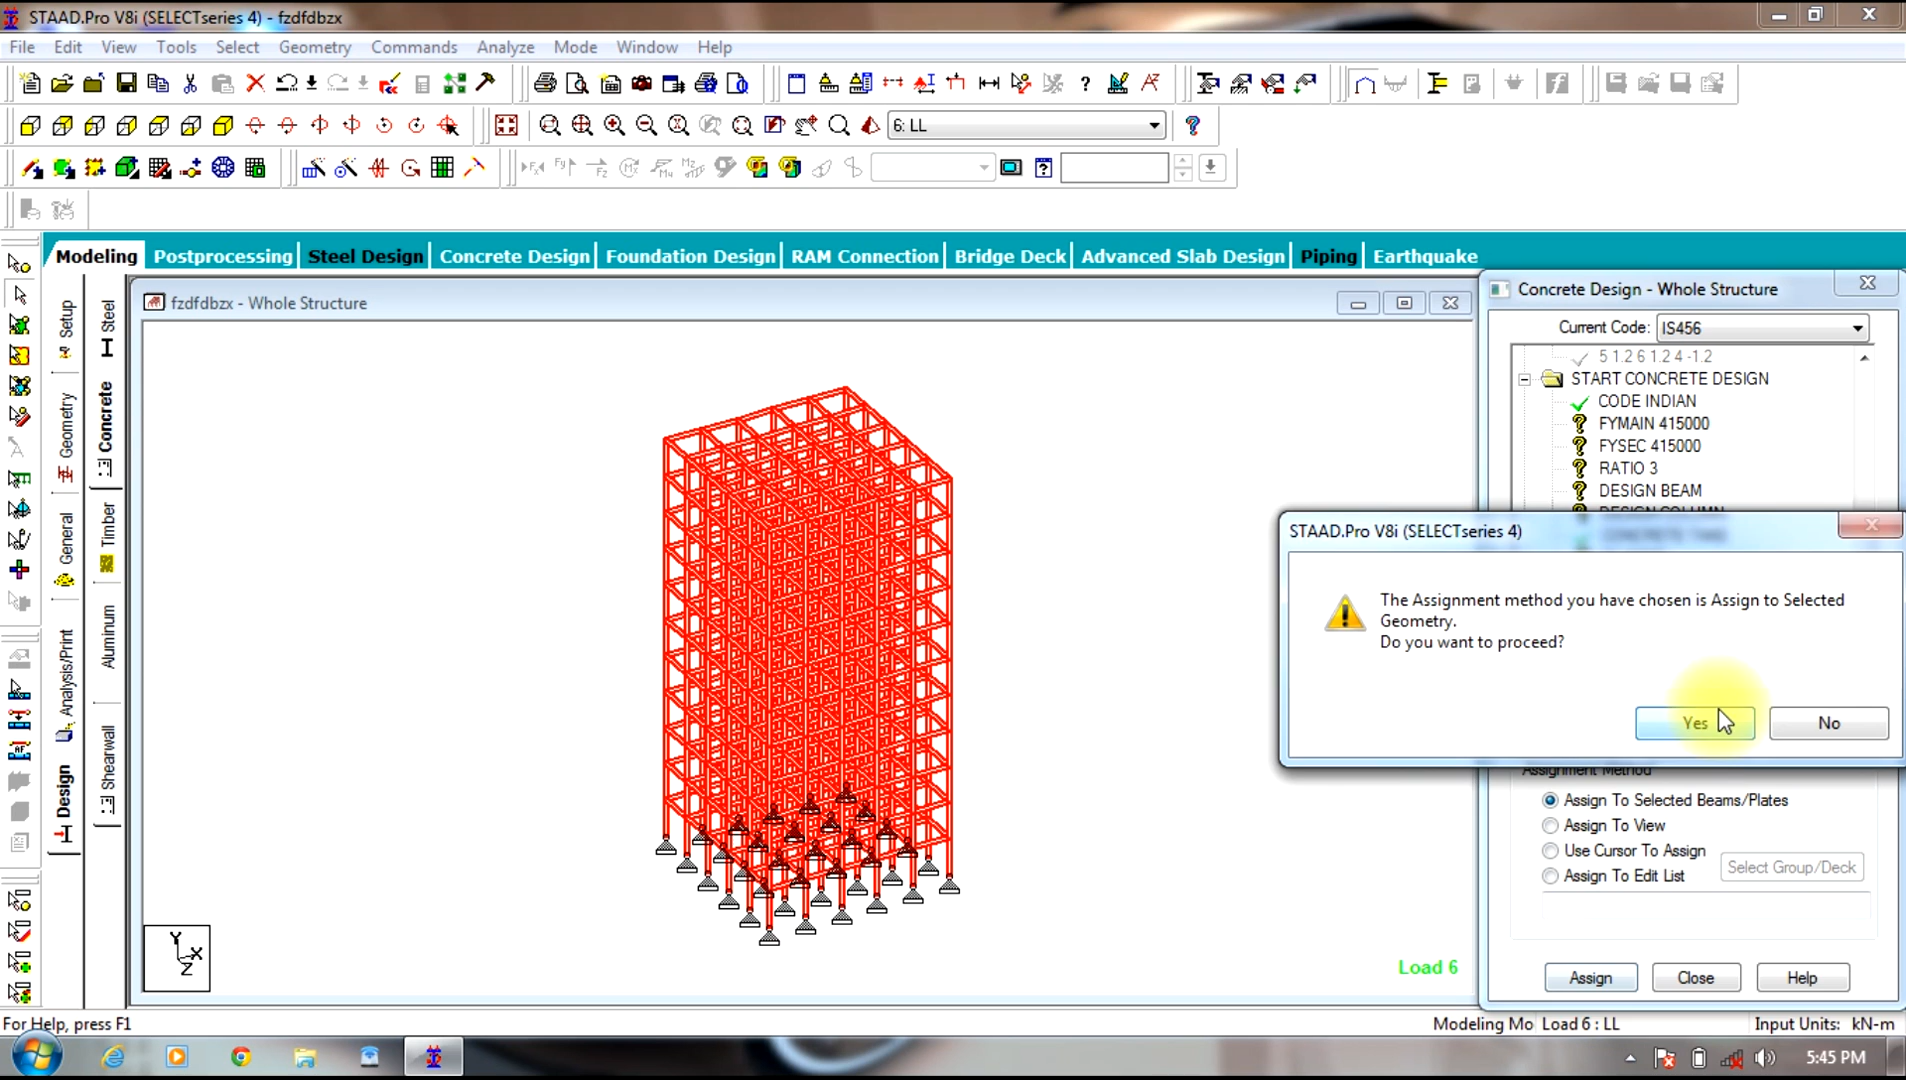 STAAD.Pro V8i (SELECTseries 4) - fzdfdbzx
File Edit View Tools Select Geometry Commands Analyze Mode Window Help
6: LL
Modeling Postprocessing Steel Design Concrete Design Foundation Design RAM Connection Bridge Deck Advanced Slab Design Piping Earthquake
Setup
Geometry
General
Analysis/Print
Design
Steel
Concrete
Timber
Aluminum
Shearwall
fzdfdbzx - Whole Structure
Y
X
Z
Load 6
Concrete Design - Whole Structure
Current Code: IS456
5 1.2 6 1.2 4 -1.2
START CONCRETE DESIGN
CODE INDIAN
FYMAIN 415000
FYSEC 415000
RATIO 3
DESIGN BEAM
DESIGN COLUMN
CONCRETE TAKE
STAAD.Pro V8i (SELECTseries 4)
The Assignment method you have chosen is Assign to Selected
Geometry.
Do you want to proceed?
Yes No
Assignment Method
Assign To Selected Beams/Plates
Assign To View
Use Cursor To Assign
Select Group/Deck
Assign To Edit List
Assign Close Help
For Help, press F1
Modeling Mo Load 6 : LL Input Units: kN-m
5:45 PM